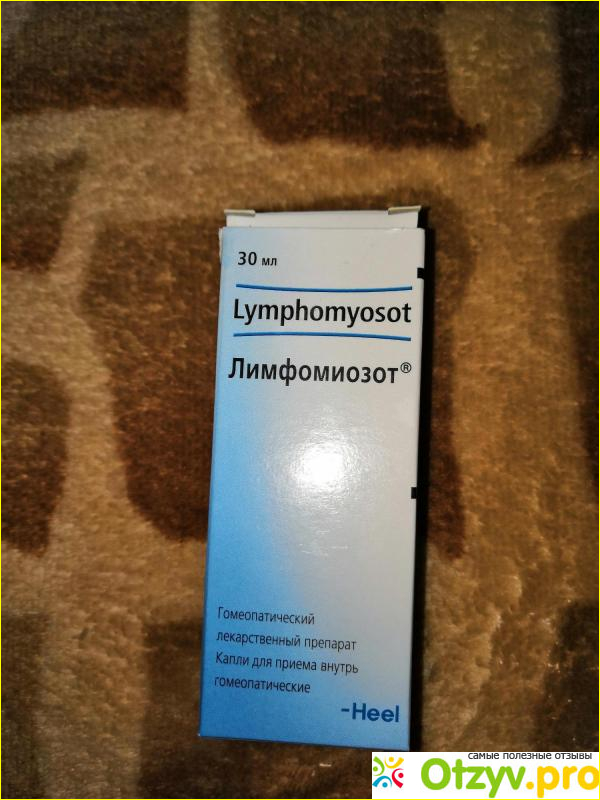 30 мл
Lymphomyosot
Лимфомиозот®
Гомеопатический
лекарственный препарат
Капли для приема внутрь
гомеопатические
-Heel
самые полезные отзывы
Otzyv.pro